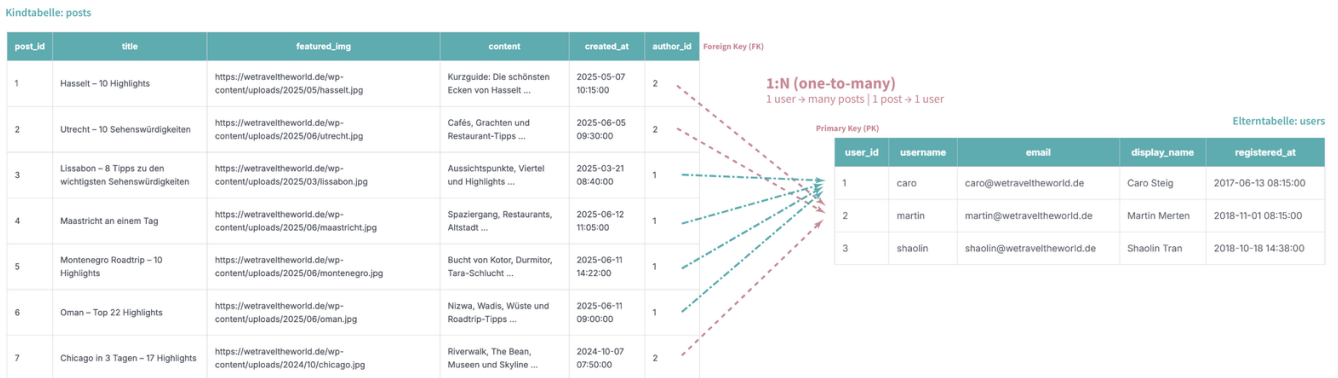 Kindtabelle: posts
post_id title featured_img content created_at author_id Foreign Key (FK)
1 Hasselt – 10 Highlights https://wetraveltheworld.de/wp-content/uploads/2025/05/hasselt.jpg Kurzguide: Die schönsten Ecken von Hasselt ... 2025-05-07 10:15:00 2
2 Utrecht – 10 Sehenswürdigkeiten https://wetraveltheworld.de/wp-content/uploads/2025/06/utrecht.jpg Cafés, Grachten und Restaurant-Tipps ... 2025-06-05 09:30:00 2
3 Lissabon – 8 Tipps zu den wichtigsten Sehenswürdigkeiten https://wetraveltheworld.de/wp-content/uploads/2025/03/lissabon.jpg Aussichtspunkte, Viertel und Highlights ... 2025-03-21 08:40:00 1
4 Maastricht an einem Tag https://wetraveltheworld.de/wp-content/uploads/2025/06/maastricht.jpg Spaziergang, Restaurants, Altstadt ... 2025-06-12 11:05:00 1
5 Montenegro Roadtrip – 10 Highlights https://wetraveltheworld.de/wp-content/uploads/2025/06/montenegro.jpg Bucht von Kotor, Durmitor, Tara-Schlucht ... 2025-06-11 14:22:00 1
6 Oman – Top 22 Highlights https://wetraveltheworld.de/wp-content/uploads/2025/06/oman.jpg Nizwa, Wadis, Wüste und Roadtrip-Tipps ... 2025-06-11 09:00:00 1
7 Chicago in 3 Tagen – 17 Highlights https://wetraveltheworld.de/wp-content/uploads/2024/10/chicago.jpg Riverwalk, The Bean, Museen und Skyline ... 2024-10-07 07:50:00 2
1:N (one-to-many)
1 user → many posts | 1 post → 1 user
Primary Key (PK)
Elterntabelle: users
user_id username email display_name registered_at
1 caro caro@wetraveltheworld.de Caro Steig 2017-06-13 08:15:00
2 martin martin@wetraveltheworld.de Martin Merten 2018-11-01 08:15:00
3 shaolin shaolin@wetraveltheworld.de Shaolin Tran 2018-10-18 14:38:00